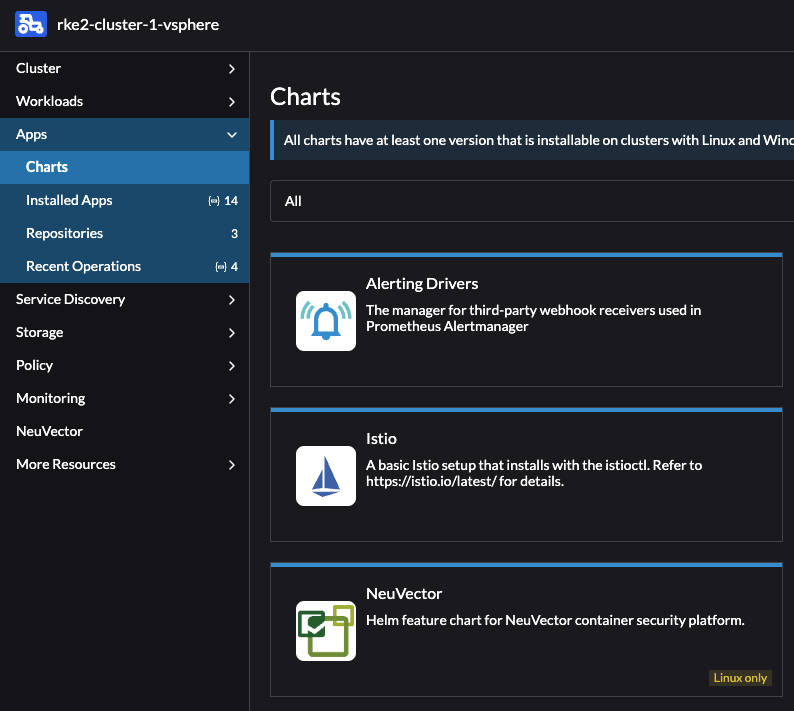 rke2-cluster-1-vsphere
Cluster
Workloads
Apps
Charts
Installed Apps 14
Repositories 3
Recent Operations 4
Service Discovery
Storage
Policy
Monitoring
NeuVector
More Resources
Charts
All charts have at least one version that is installable on clusters with Linux and
All
Alerting Drivers
The manager for third-party webhook receivers used in
Prometheus Alertmanager
Istio
A basic Istio setup that installs with the istioctl. Refer to
https://istio.io/latest/ for details.
NeuVector
Helm feature chart for NeuVector container security platform.
Linux only